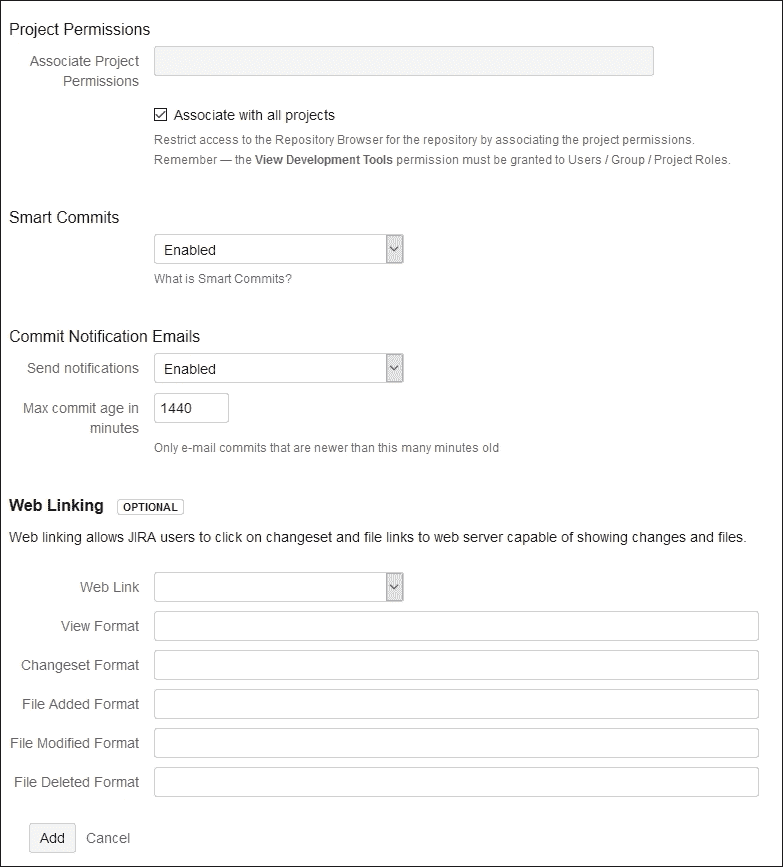 Project Permissions
Associate Project
Permissions
Associate with all projects
Restrict access to the Repository Browser for the repository by associating the project permissions.
Remember — the View Development Tools permission must be granted to Users / Group / Project Roles.
Smart Commits
Enabled
What is Smart Commits?
Commit Notification Emails
Send notifications
Enabled
Max commit age in
minutes
1440
Only e-mail commits that are newer than this many minutes old
Web Linking OPTIONAL
Web linking allows JIRA users to click on changeset and file links to web server capable of showing changes and files.
Web Link
View Format
Changeset Format
File Added Format
File Modified Format
File Deleted Format
Add Cancel